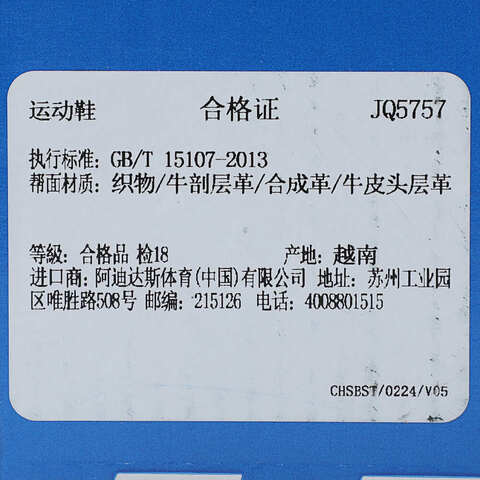 运动鞋 合格证 JQ5757
执行标准: GB/T 15107-2013
帮面材质: 织物/牛剖层革/合成革/牛皮头层革
等级: 合格品 检18 产地: 越南
进口商: 阿迪达斯体育(中国)有限公司 地址: 苏州工业园
区唯胜路508号 邮编: 215126 电话: 4008801515
CHSBST/0224/V05